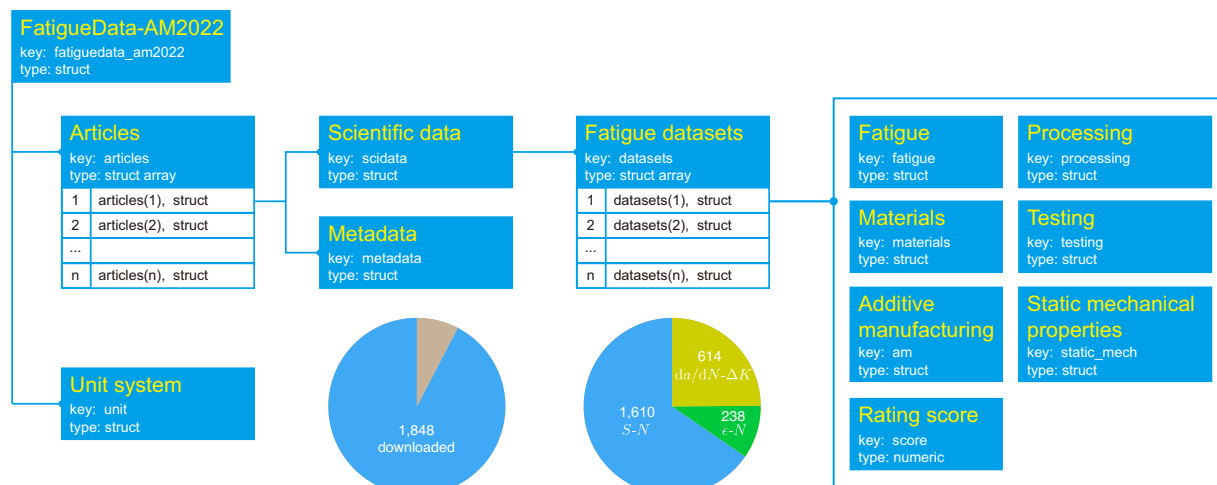 FatigueData-AM2022
key: fatiguedata_am2022
type: struct
Articles
key: articles
type: struct array
1 articles(1), struct
2 articles(2), struct
...
n articles(n), struct
Unit system
key: unit
type: struct
Scientific data
key: scidata
type: struct
Metadata
key: metadata
type: struct
1,848
downloaded
Fatigue datasets
key: datasets
type: struct array
1 datasets(1), struct
2 datasets(2), struct
...
n datasets(n), struct
614
da/dN-ΔK
1,610
S-N
238
ϵ-N
Fatigue
key: fatigue
type: struct
Processing
key: processing
type: struct
Materials
key: materials
type: struct
Testing
key: testing
type: struct
Additive
manufacturing
key: am
type: struct
Static mechanical
properties
key: static_mech
type: struct
Rating score
key: score
type: numeric